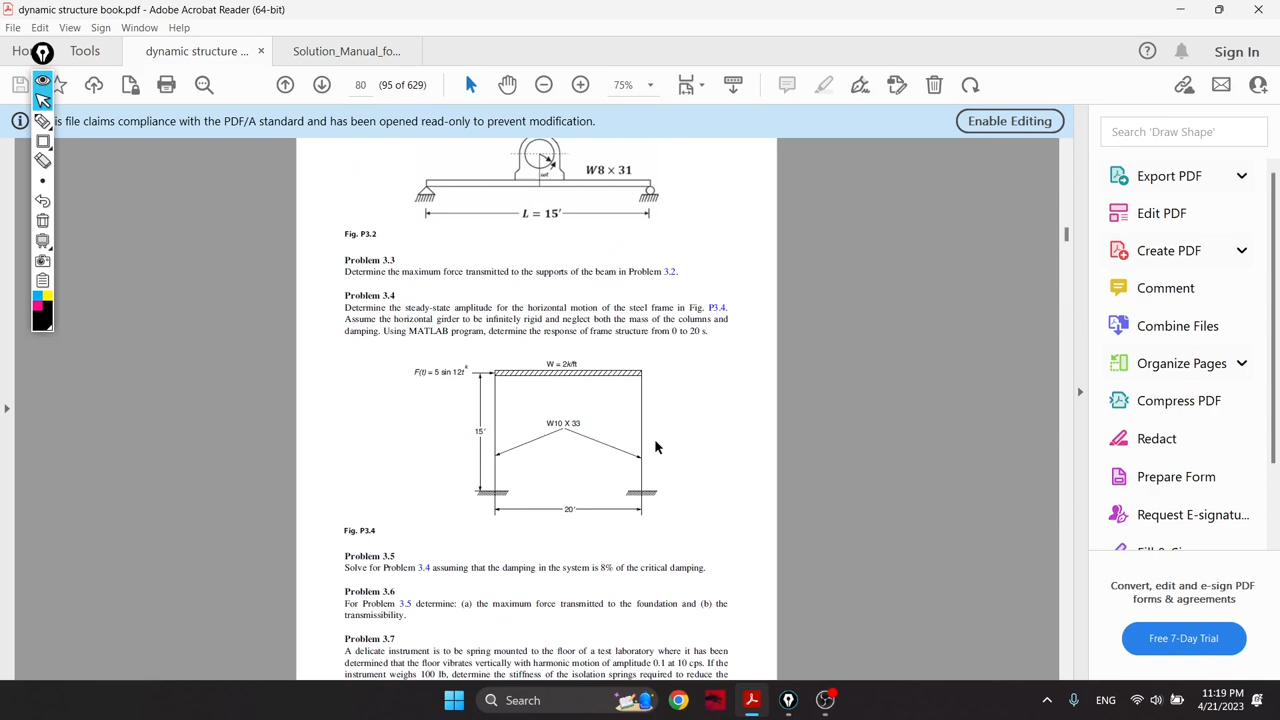 dynamic structure book.pdf - Adobe Acrobat Reader (64-bit)
File Edit View Sign Window Help
Tools dynamic structure ... × Solution_Manual_fo... Sign In
80 (95 of 629) 75%
is file claims compliance with the PDF/A standard and has been opened read-only to prevent modification. Enable Editing
Search 'Draw Shape'
Export PDF
Edit PDF
Create PDF
Comment
Combine Files
Organize Pages
Compress PDF
Redact
Prepare Form
Request E-signatu...
Convert, edit and e-sign PDF
forms & agreements
Free 7-Day Trial
W8 × 31
L = 15′
Fig. P3.2
Problem 3.3
Determine the maximum force transmitted to the supports of the beam in Problem 3.2.
Problem 3.4
Determine the steady-state amplitude for the horizontal motion of the steel frame in Fig. P3.4.
Assume the horizontal girder to be infinitely rigid and neglect both the mass of the columns and
damping. Using MATLAB program, determine the response of frame structure from 0 to 20 s.
W = 2k/ft
F(t) = 5 sin 12t k
W10 X 33
15′
20′
Fig. P3.4
Problem 3.5
Solve for Problem 3.4 assuming that the damping in the system is 8% of the critical damping.
Problem 3.6
For Problem 3.5 determine: (a) the maximum force transmitted to the foundation and (b) the
transmissibility.
Problem 3.7
A delicate instrument is to be spring mounted to the floor of a test laboratory where it has been
determined that the floor vibrates vertically with harmonic motion of amplitude 0.1 at 10 cps. If the
instrument weighs 100 lb, determine the stiffness of the isolation springs required to reduce the
Search
ENG
11:19 PM
4/21/2023